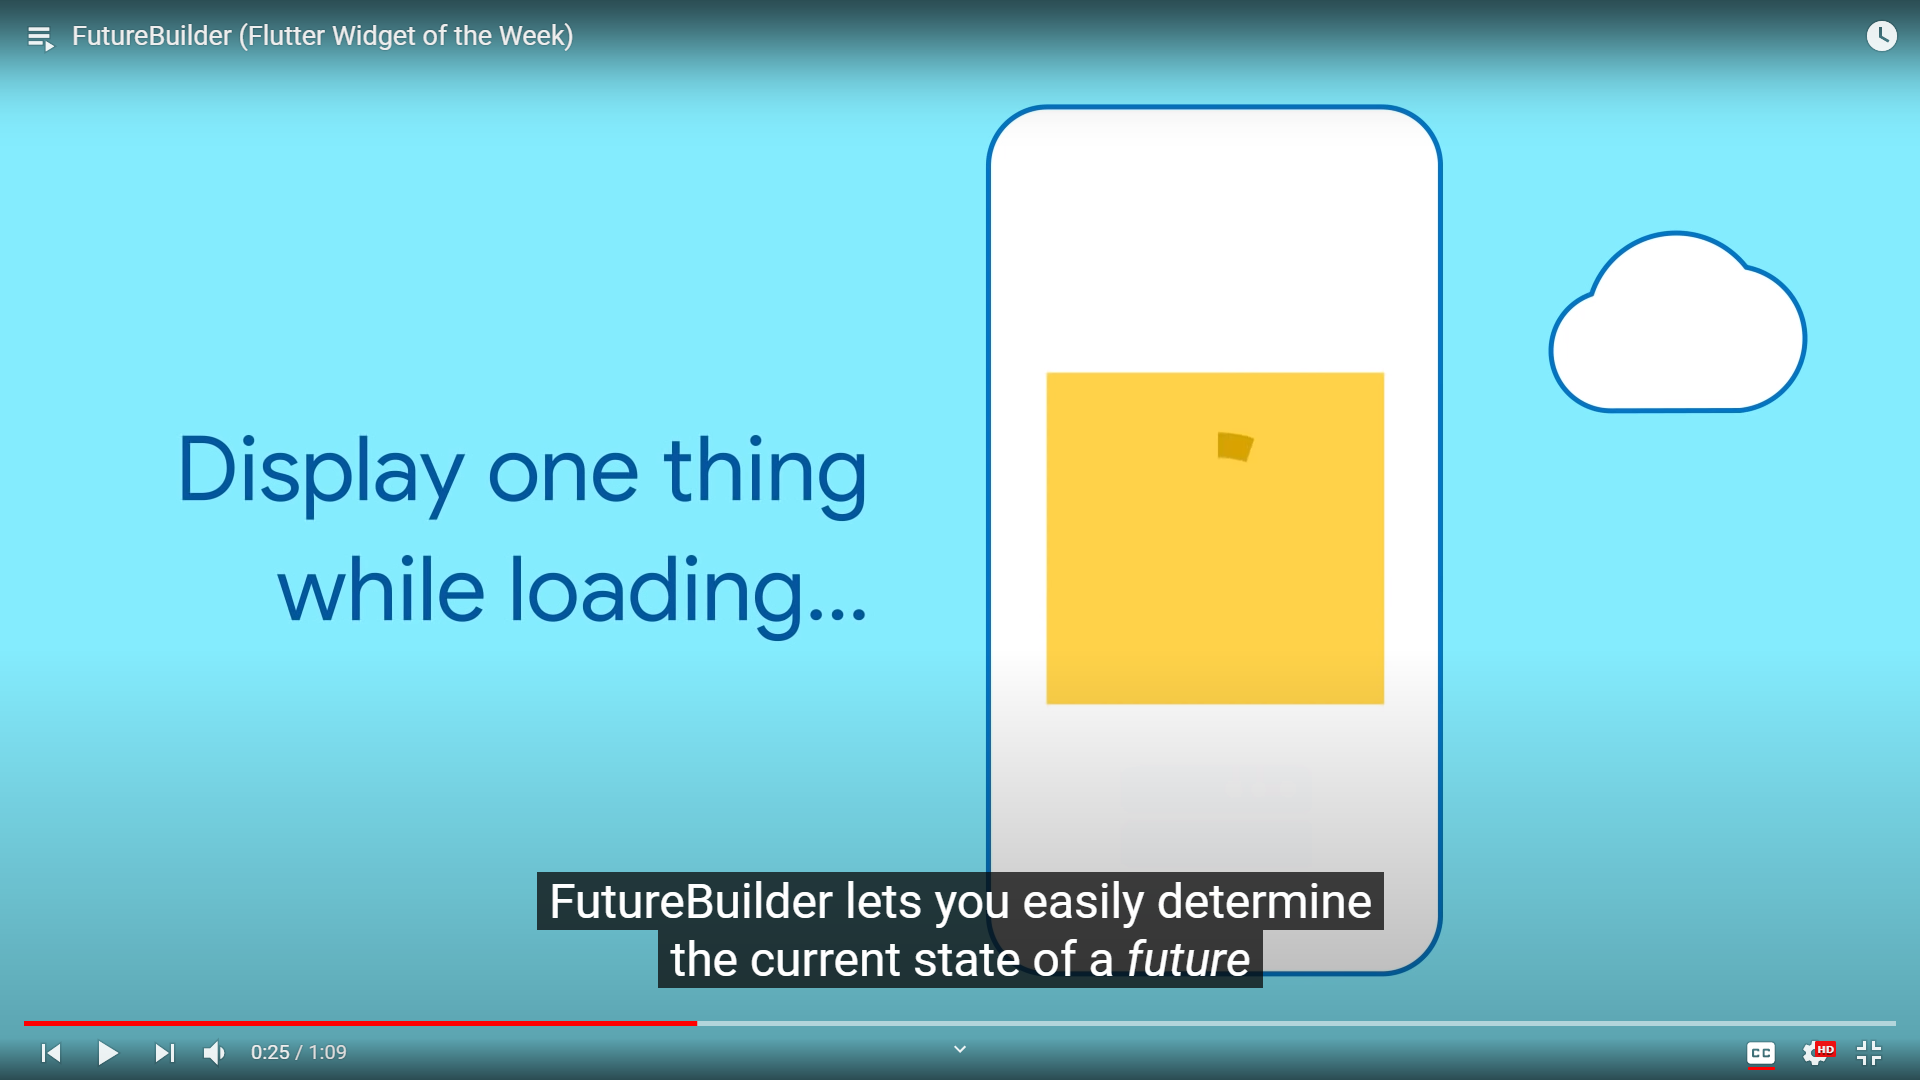 FutureBuilder (Flutter Widget of the Week)
Display one thing
while loading...
FutureBuilder lets you easily determine
the current state of a future
0:25 / 1:09
CC
HD